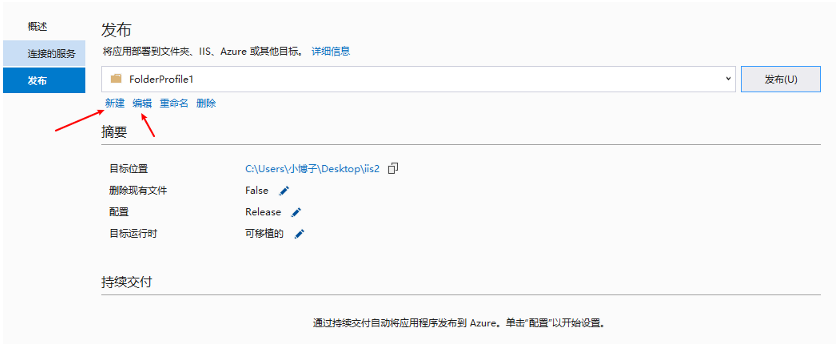 概述
连接的服务
发布
发布
将应用部署到文件夹、IIS、Azure 或其他目标。 详细信息
FolderProfile1
发布(U)
新建 编辑 重命名 删除
摘要
目标位置 C:\Users\小博子\Desktop\iis2
删除现有文件 False
配置 Release
目标运行时 可移植的
持续交付
通过持续交付自动将应用程序发布到 Azure。单击"配置"以开始设置。